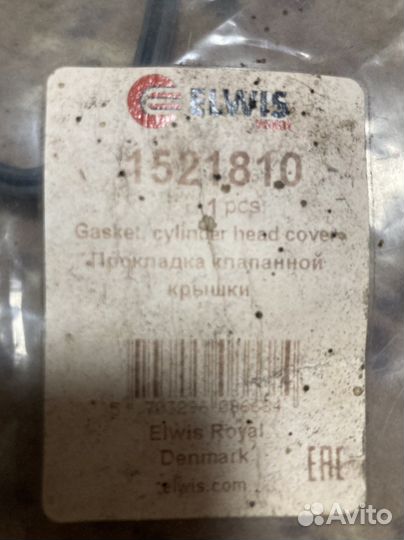 ELWIS
ROYAL
1521810
1 pcs
Gasket, cylinder head cover
Прокладка клапанной
крышки
Elwis Royal
Denmark
elwis.com
EAC
Avito